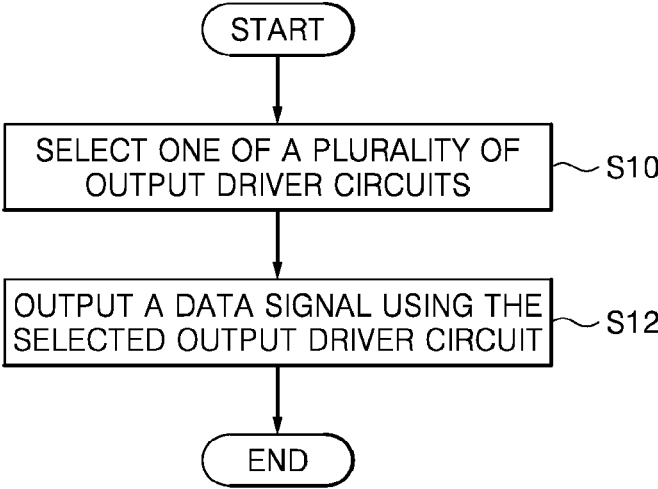 START
SELECT ONE OF A PLURALITY OF
OUTPUT DRIVER CIRCUITS
S10
OUTPUT A DATA SIGNAL USING THE
SELECTED OUTPUT DRIVER CIRCUIT
S12
END